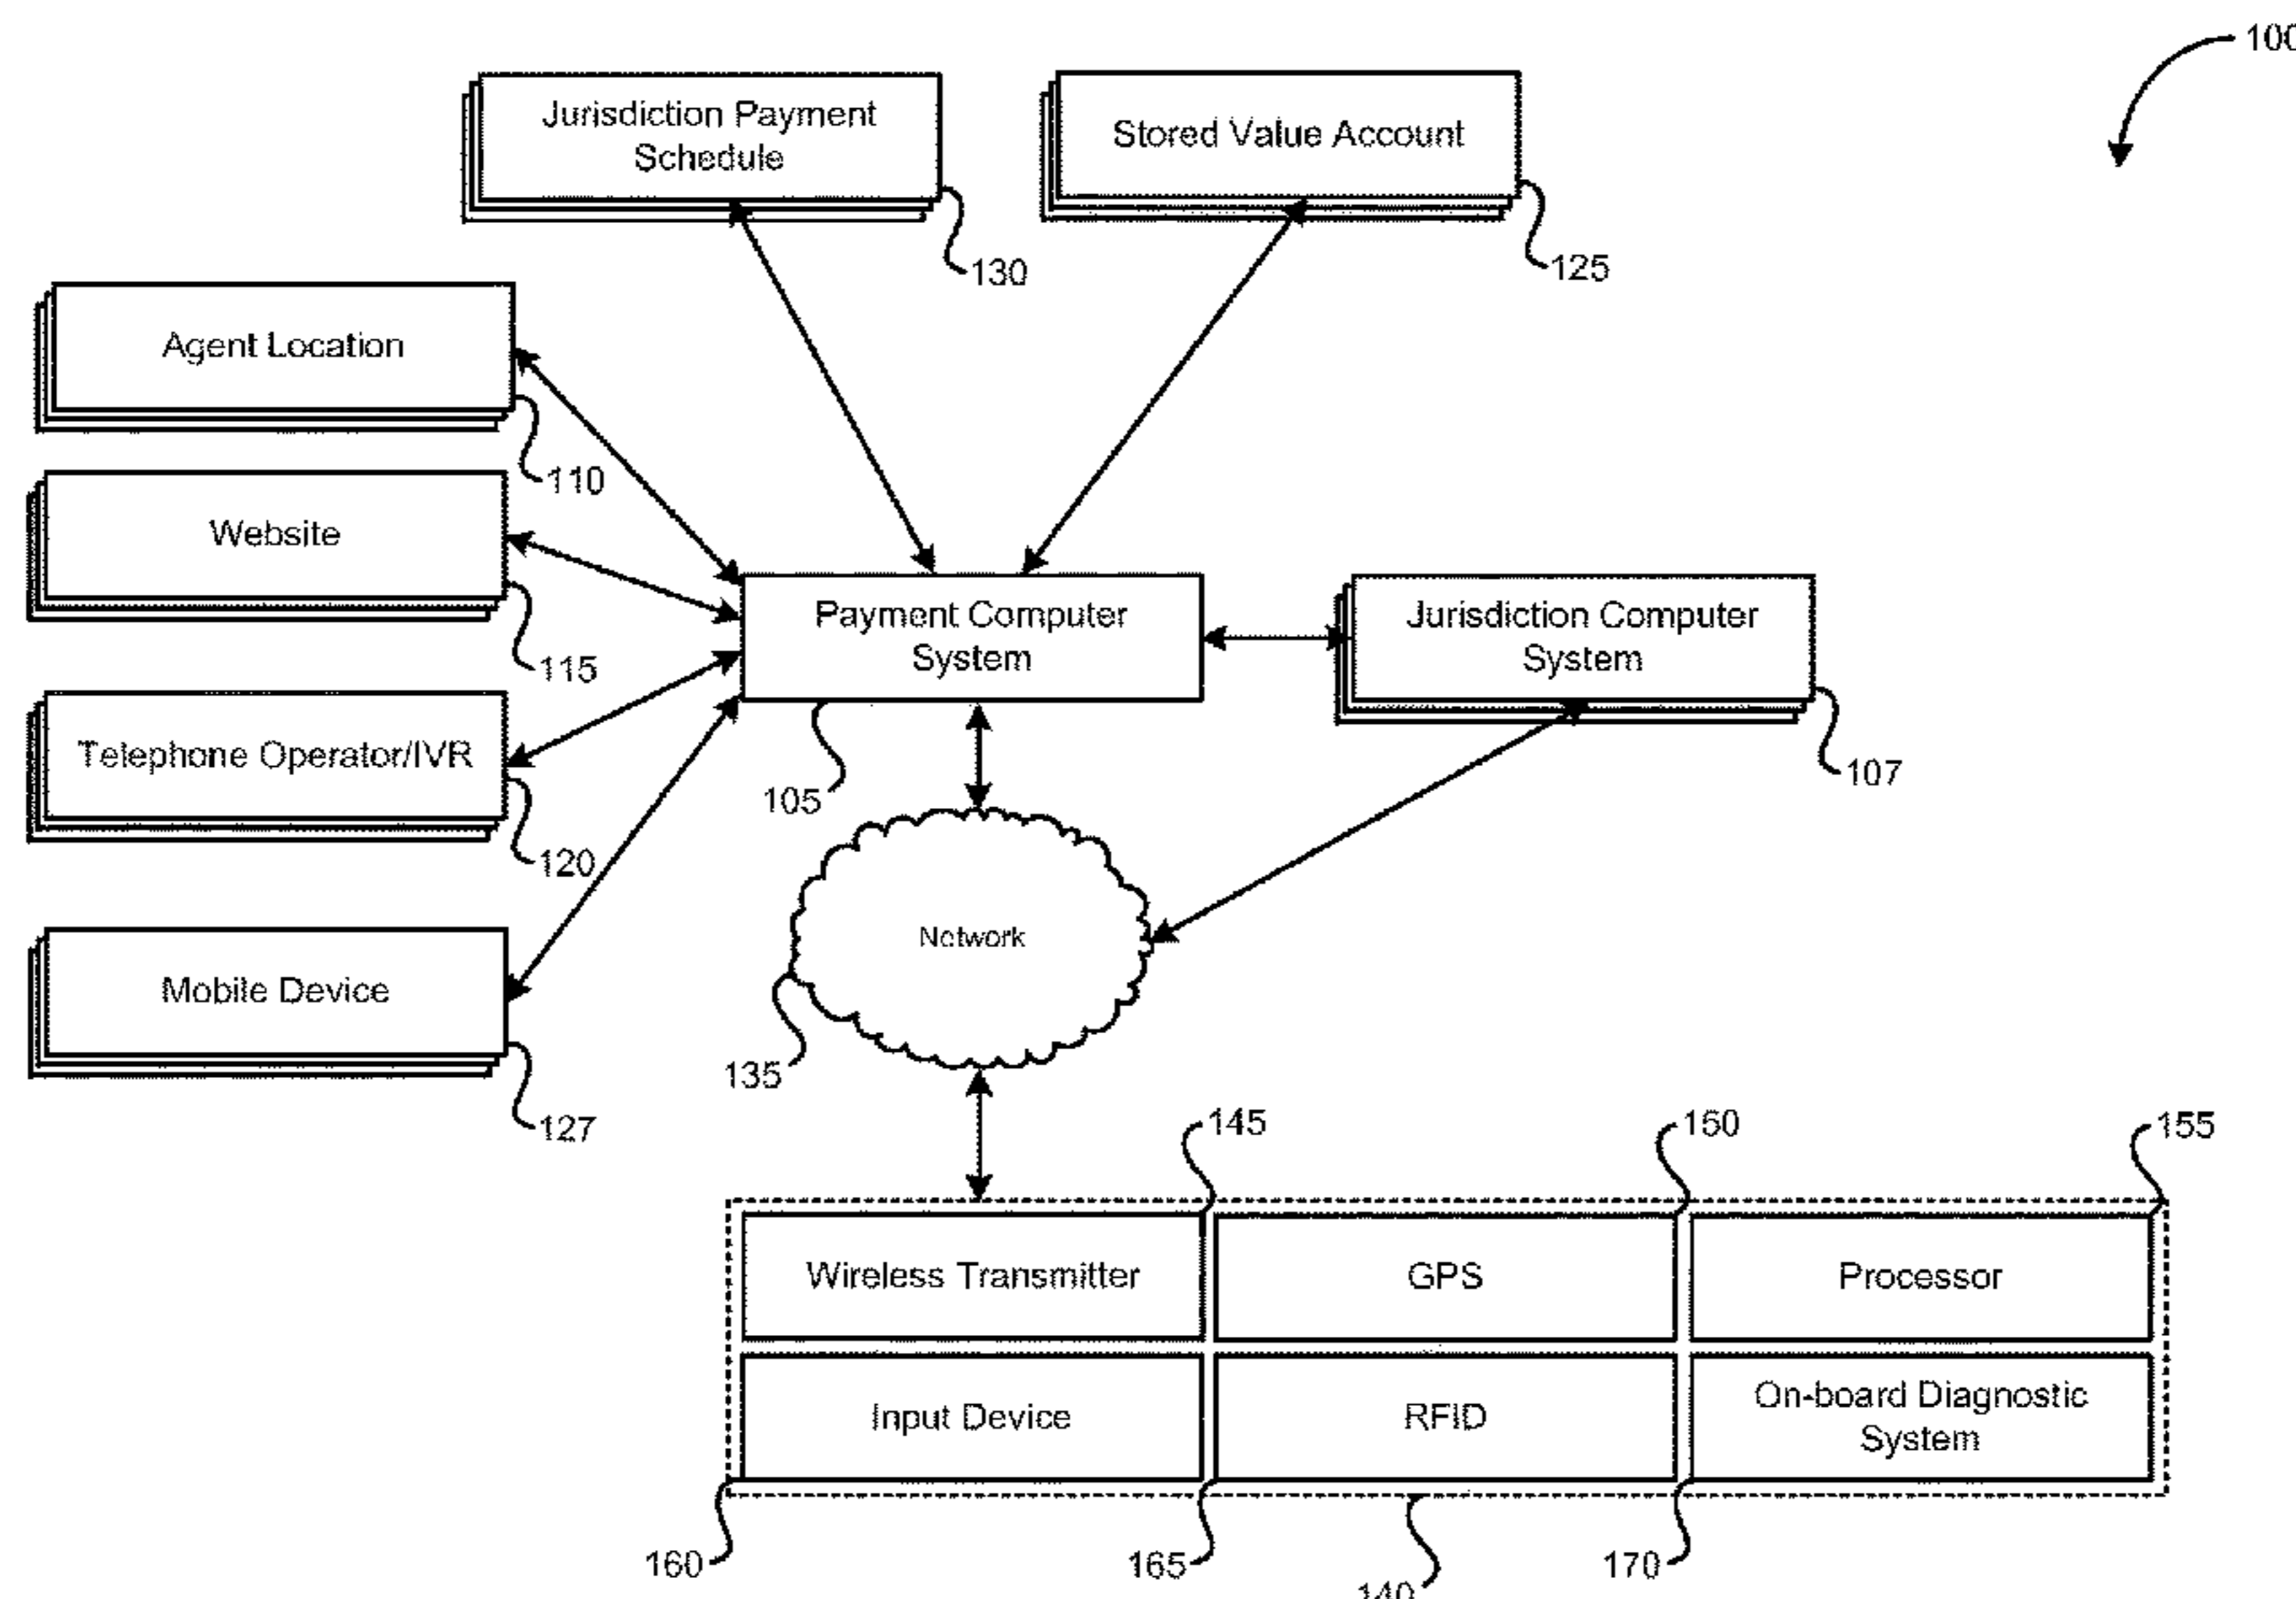 100
Jurisdiction Payment
Schedule
130
Stored Value Account
125
Agent Location
110
Website
115
Telephone Operator/IVR
120
Mobile Device
127
Payment Computer
System
105
Jurisdiction Computer
System
107
Network
135
145
150
155
Wireless Transmitter
GPS
Processor
Input Device
RFID
On-board Diagnostic
System
160
165
140
170